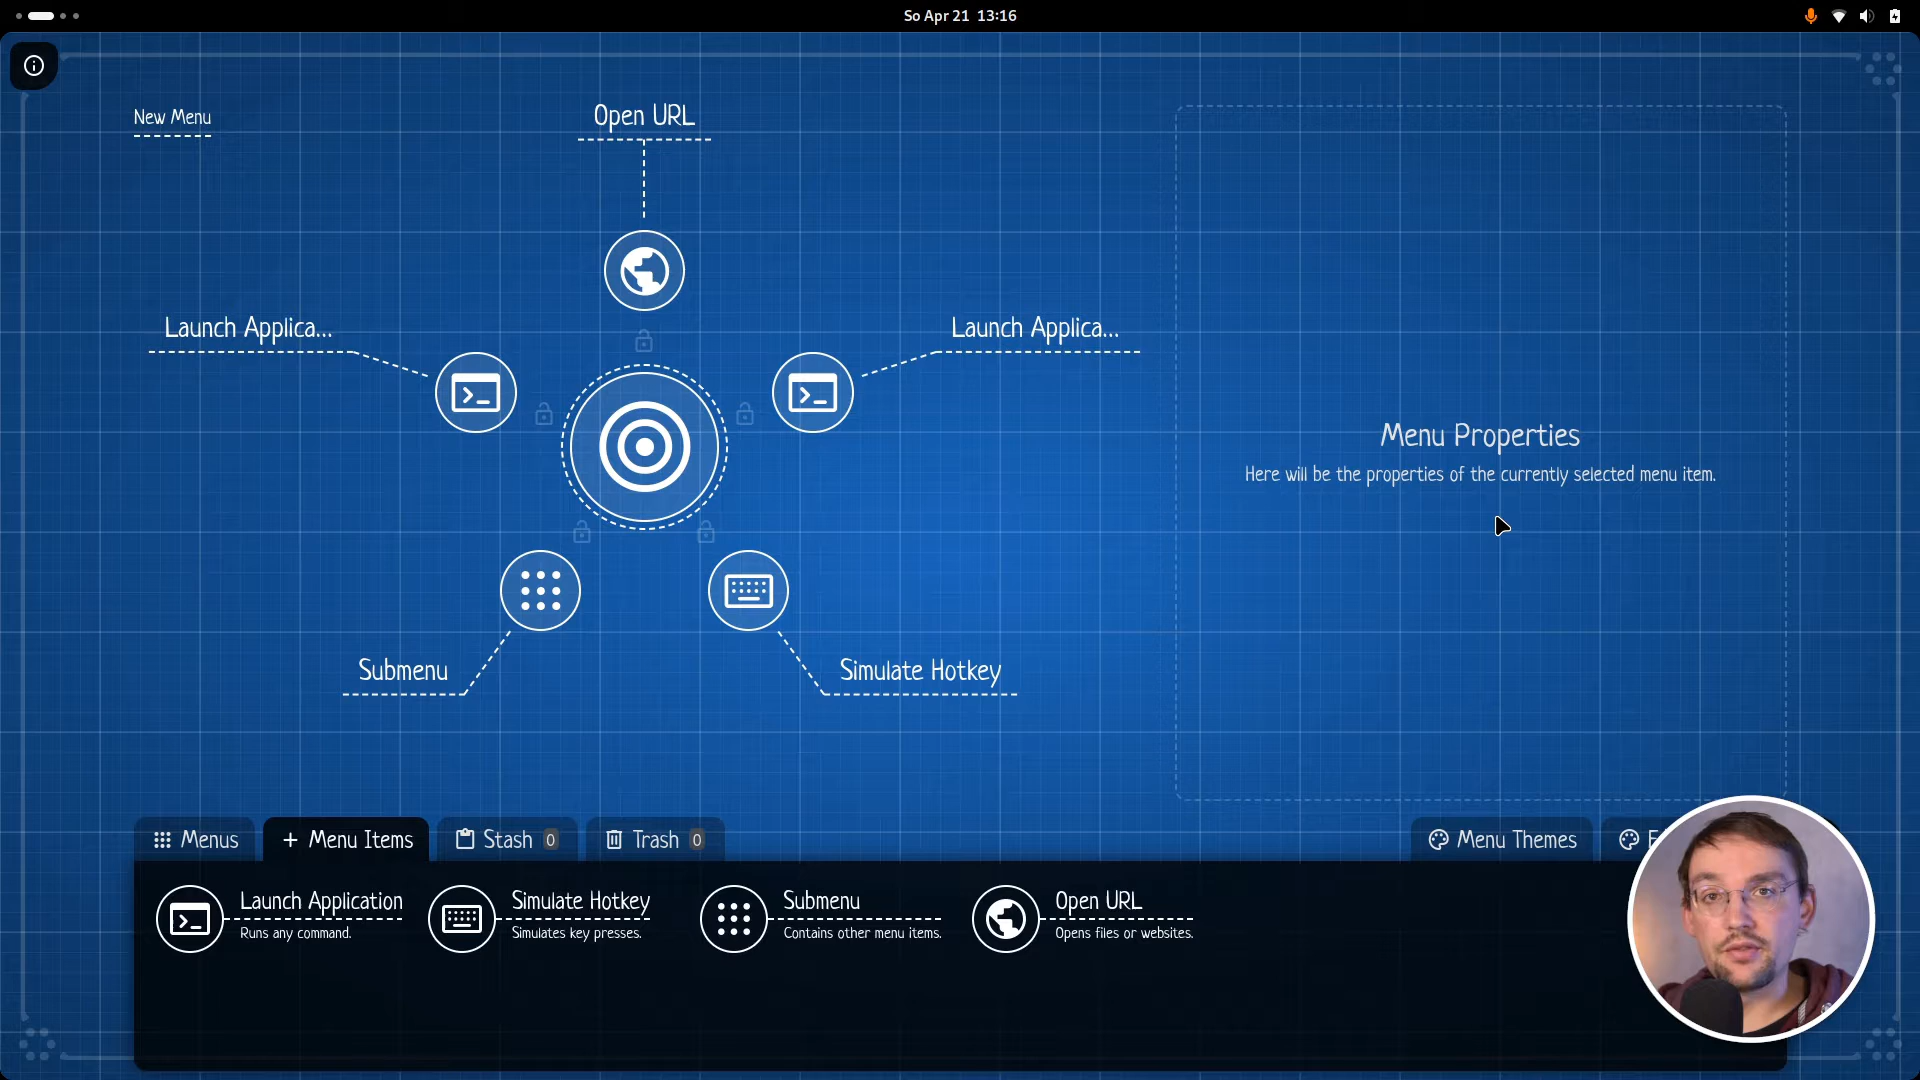 So Apr 21 13:16
New Menu
Open URL
Launch Applica...
Launch Applica...
Menu Properties
Here will be the properties of the currently selected menu item.
Submenu
Simulate Hotkey
Menus
Menu Items
Stash 0
Trash 0
Menu Themes
Launch Application
Runs any command.
Simulate Hotkey
Simulates key presses.
Submenu
Contains other menu items.
Open URL
Opens files or websites.